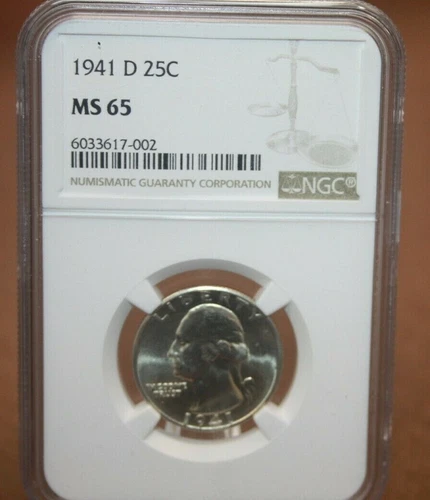 1941 D 25C
MS 65
6033617-002
NUMISMATIC GUARANTY CORPORATION
NGC®
LIBERTY
IN GOD WE
TRUST
1941